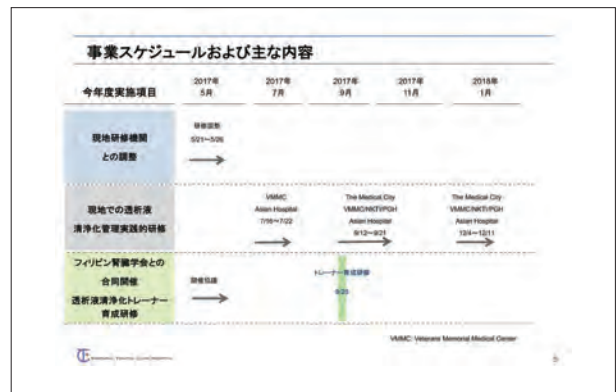 事業スケジュールおよび主な内容
今年度実施項目
2017年
5月
2017年
7月
2017年
9月
2017年
11月
2018年
1月
現地研修機関
との調整
5/21～5/26
現地での透析液
清浄化管理実践的研修
VMMC
Asian Hospital
7/16～7/22
The Medical City
VMMC/NKTI/PGH
Asian Hospital
9/12～9/21
The Medical City
VMMC/NKTI/PGH
Asian Hospital
12/4～12/11
フィリピン腎臓学会との
合同開催
透析液清浄化トレーナー
育成研修
開催協議
トレーナー育成研修
9/20
VMMC: Veterans Memorial Medical Center
5